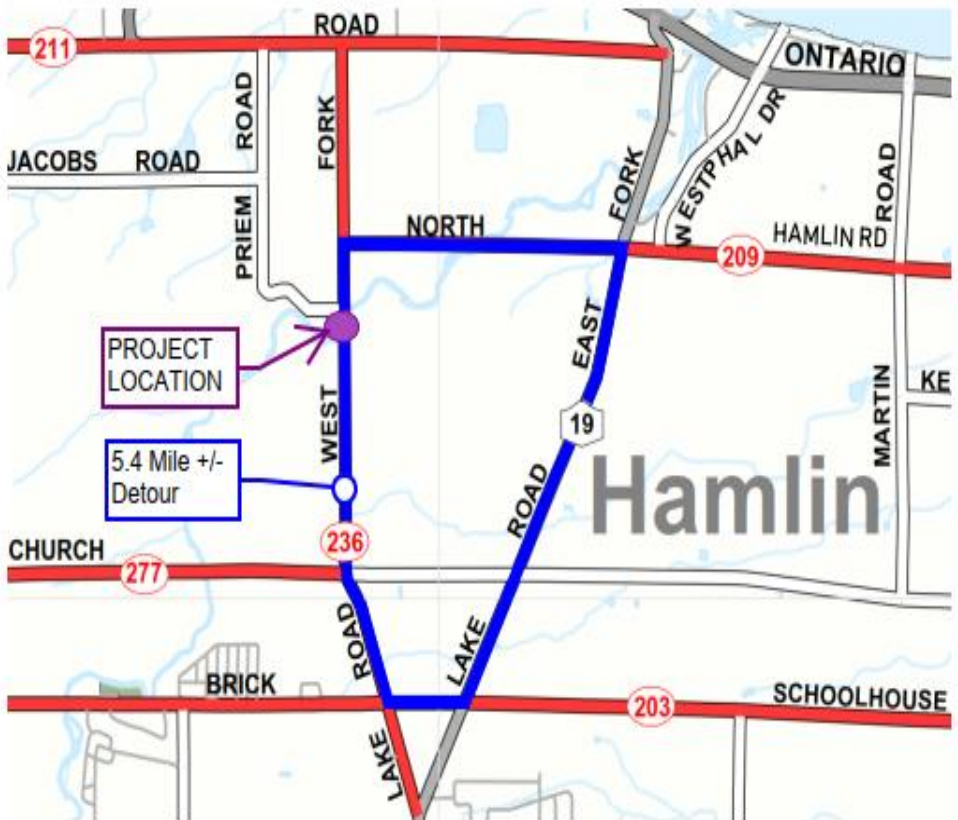 ROAD
211
ONTARIO
ROAD
FORK
JACOBS ROAD
PRIEM
FORK
WESTPHAL DR
ROAD
NORTH
HAMLIN RD
209
PROJECT
LOCATION
EAST
WEST
19
MARTIN
KE
5.4 Mile +/-
Detour
ROAD
Hamlin
236
CHURCH
277
ROAD
LAKE
BRICK
203
SCHOOLHOUSE
LAKE